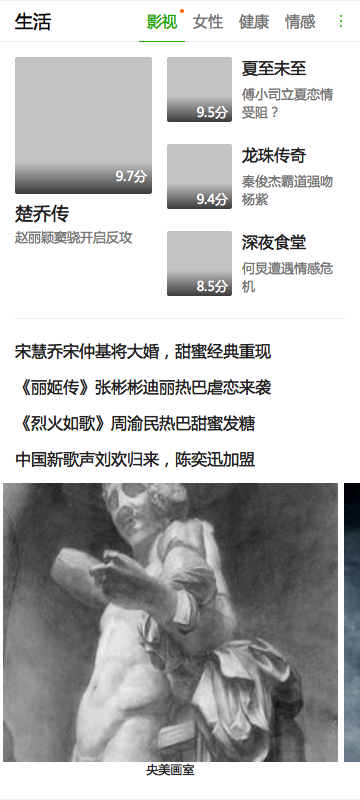 生活
影视 女性 健康 情感
9.7分
楚乔传
赵丽颖窦骁开启反攻
9.5分
夏至未至
傅小司立夏恋情
受阻？
9.4分
龙珠传奇
秦俊杰霸道强吻
杨紫
8.5分
深夜食堂
何炅遭遇情感危
机
宋慧乔宋仲基将大婚，甜蜜经典重现
《丽姬传》张彬彬迪丽热巴虐恋来袭
《烈火如歌》周渝民热巴甜蜜发糖
中国新歌声刘欢归来，陈奕迅加盟
央美画室